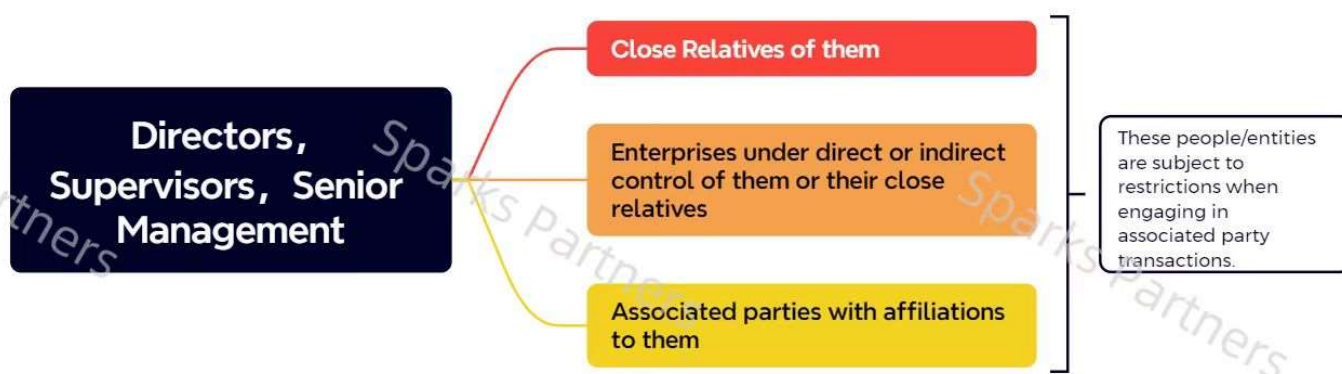 Directors,
Supervisors, Senior
Management
Close Relatives of them
Enterprises under direct or indirect
control of them or their close
relatives
Associated parties with affiliations
to them
These people/entities
are subject to
restrictions when
engaging in
associated party
transactions.
rtners
Sparks Partners
Sparks Partners